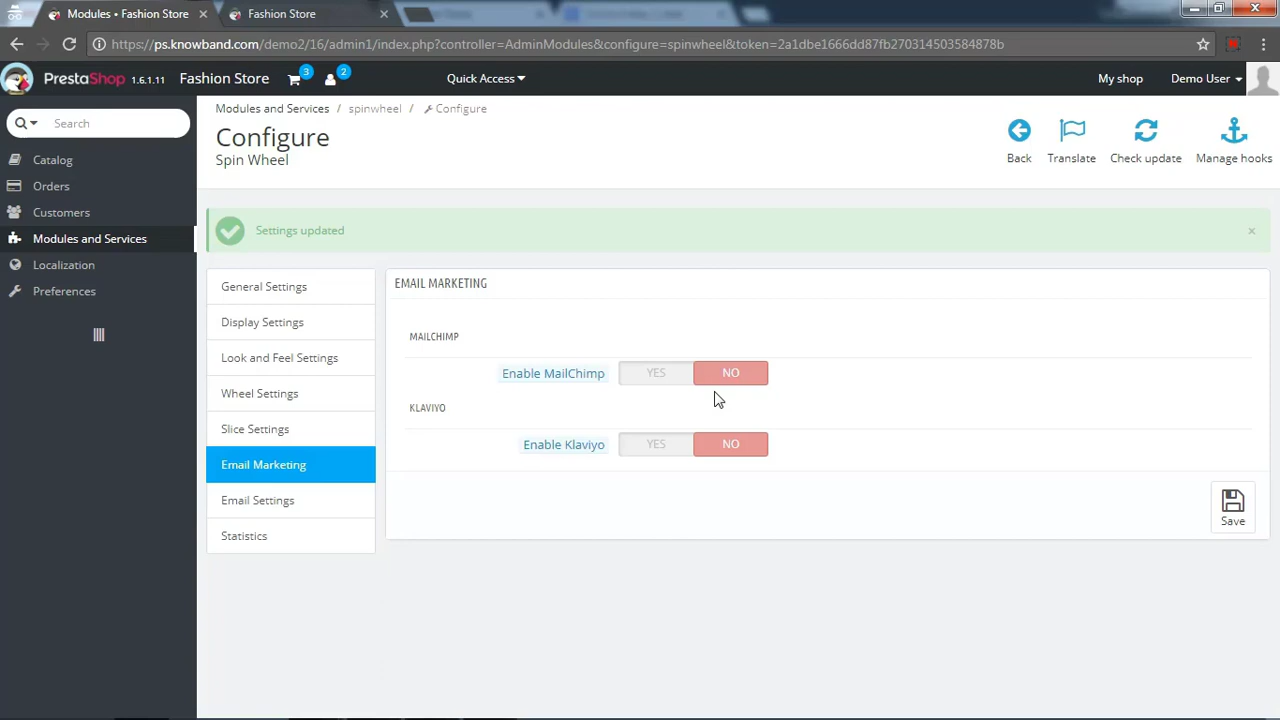 Modules • Fashion Store
Fashion Store
https://ps.knowband.com/demo2/16/admin1/index.php?controller=AdminModules&configure=spinwheel&token=2a1dbe1666dd87fb270314503584878b
PrestaShop 1.6.1.11 Fashion Store 3 2 Quick Access My shop Demo User
Search
Catalog
Orders
Customers
Modules and Services
Localization
Preferences
Modules and Services / spinwheel / Configure
Configure
Spin Wheel
Back Translate Check update Manage hooks
Settings updated
×
General Settings
Display Settings
Look and Feel Settings
Wheel Settings
Slice Settings
Email Marketing
Email Settings
Statistics
EMAIL MARKETING
MAILCHIMP
Enable MailChimp YES NO
KLAVIYO
Enable Klaviyo YES NO
Save